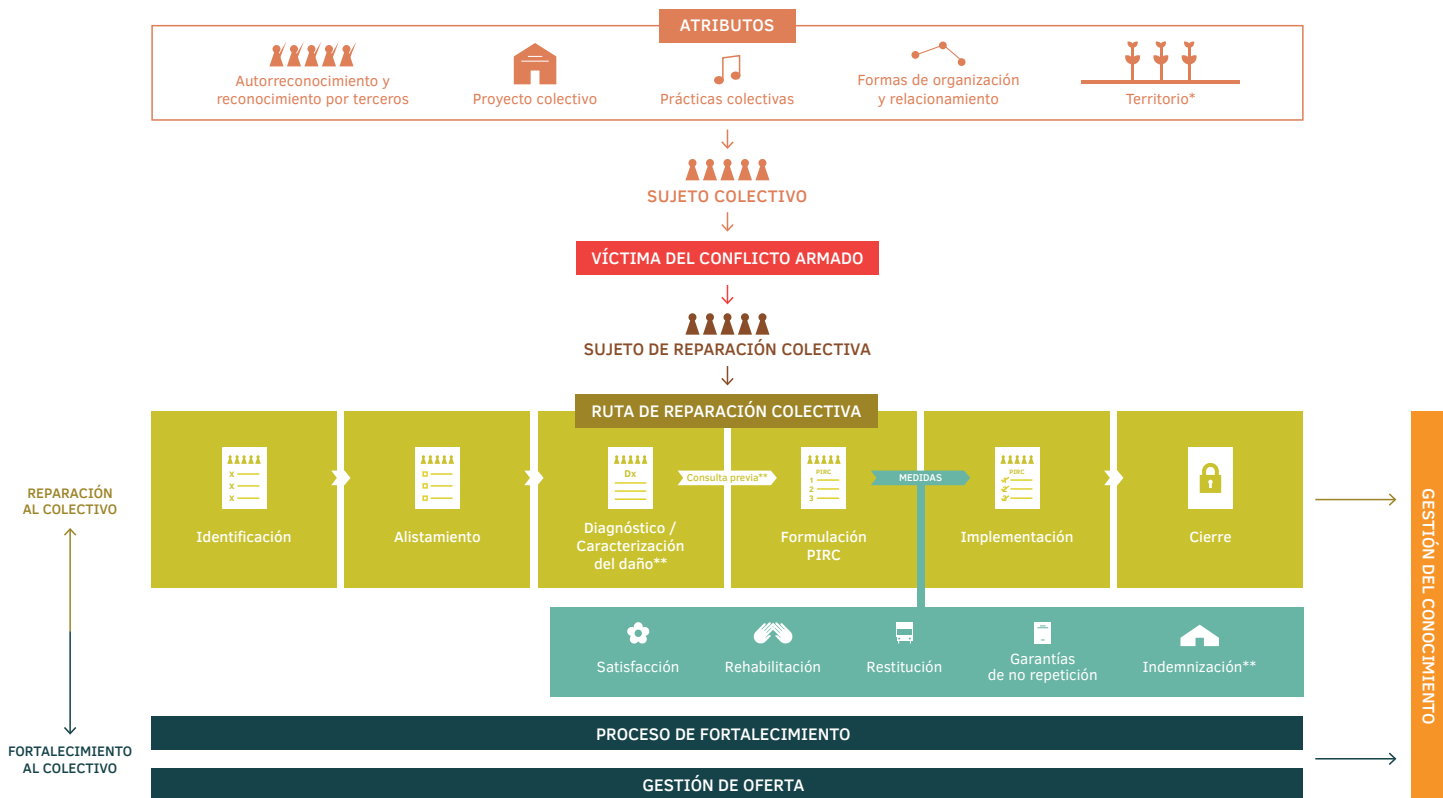 ATRIBUTOS
Autorreconocimiento y
reconocimiento por terceros
Proyecto colectivo
Prácticas colectivas
Formas de organización
y relacionamiento
Territorio*
SUJETO COLECTIVO
VÍCTIMA DEL CONFLICTO ARMADO
SUJETO DE REPARACIÓN COLECTIVA
RUTA DE REPARACIÓN COLECTIVA
REPARACIÓN
AL COLECTIVO
x
x
x
Identificación
Alistamiento
Dx
Diagnóstico /
Caracterización
del daño**
Consulta previa**
PIRC
1
2
3
Formulación
PIRC
MEDIDAS
PIRC
1
2
3
Implementación
Cierre
Satisfacción
Rehabilitación
Restitución
Garantías
de no repetición
Indemnización**
FORTALECIMIENTO
AL COLECTIVO
PROCESO DE FORTALECIMIENTO
GESTIÓN DE OFERTA
GESTIÓN DEL CONOCIMIENTO